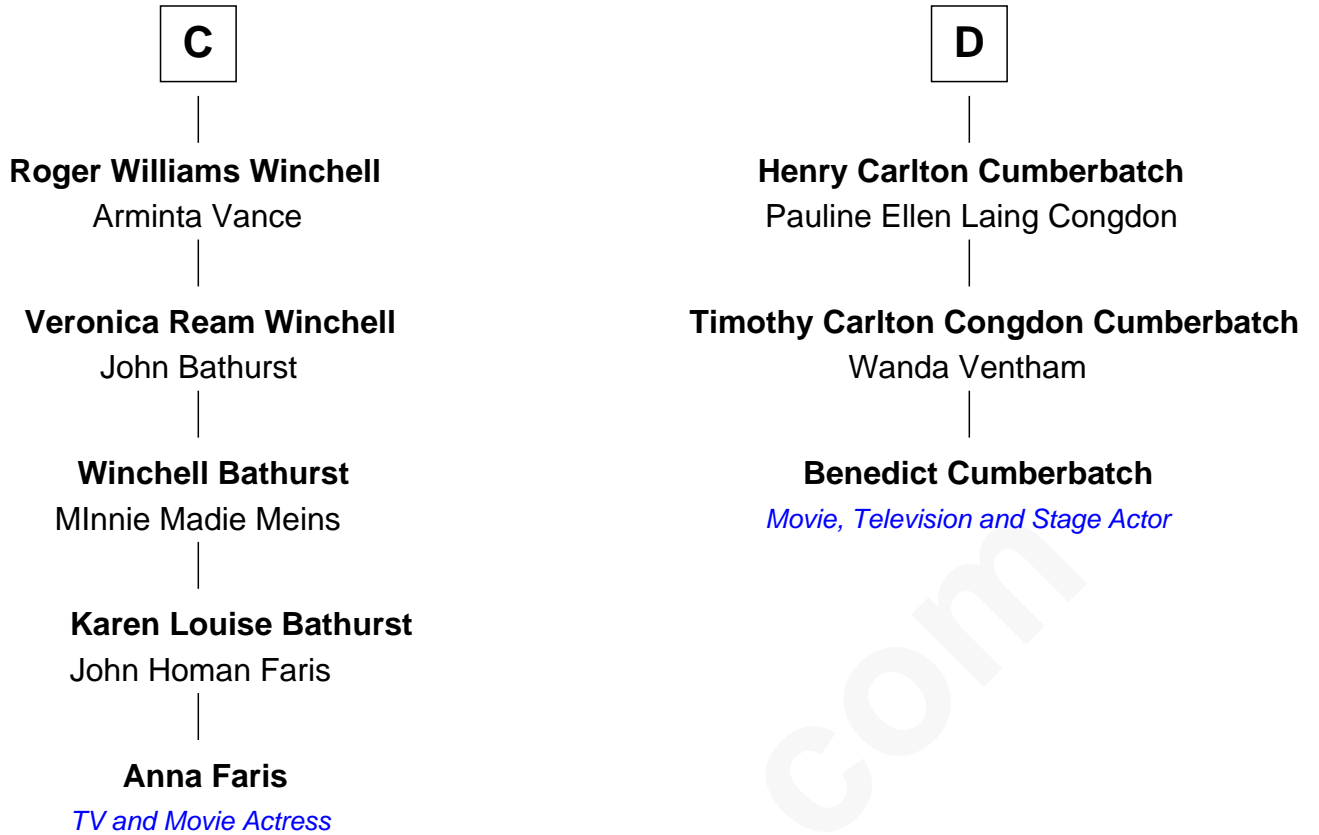 C
Roger Williams Winchell
Arminta Vance
Veronica Ream Winchell
John Bathurst
Winchell Bathurst
MInnie Madie Meins
Karen Louise Bathurst
John Homan Faris
Anna Faris
TV and Movie Actress
D
Henry Carlton Cumberbatch
Pauline Ellen Laing Congdon
Timothy Carlton Congdon Cumberbatch
Wanda Ventham
Benedict Cumberbatch
Movie, Television and Stage Actor
com